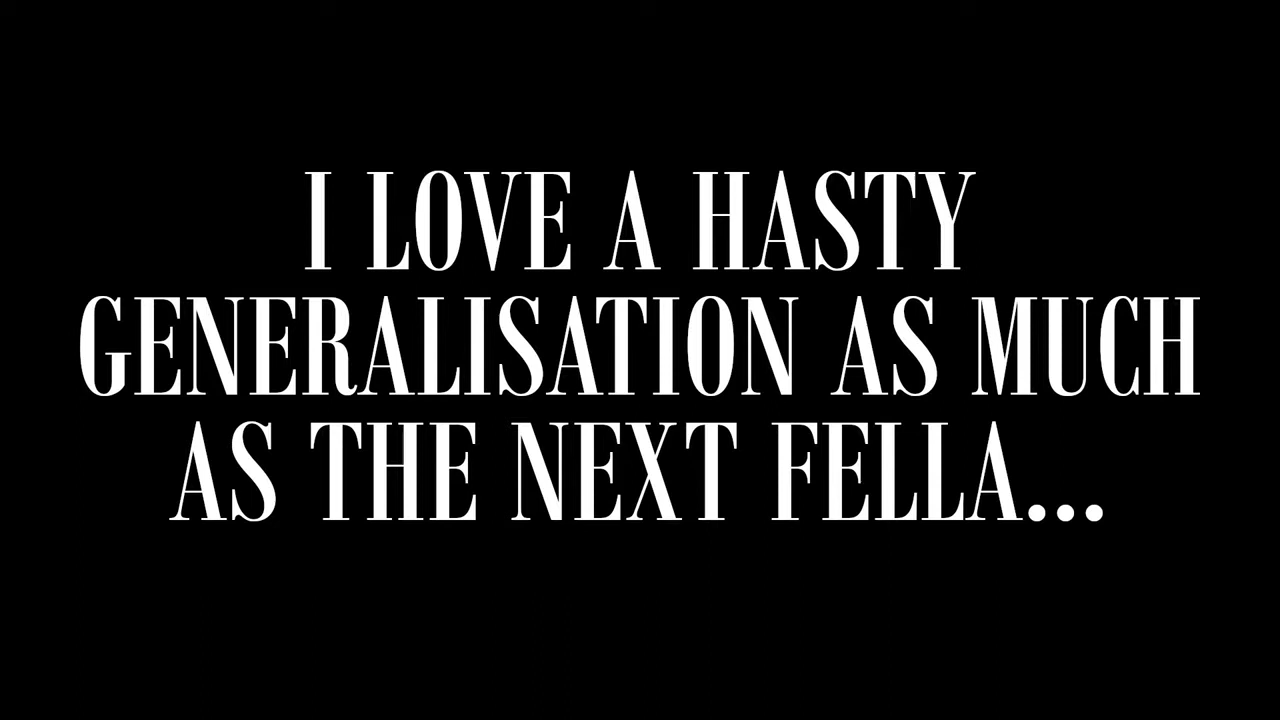 I LOVE A HASTY
GENERALISATION AS MUCH
AS THE NEXT FELLA...